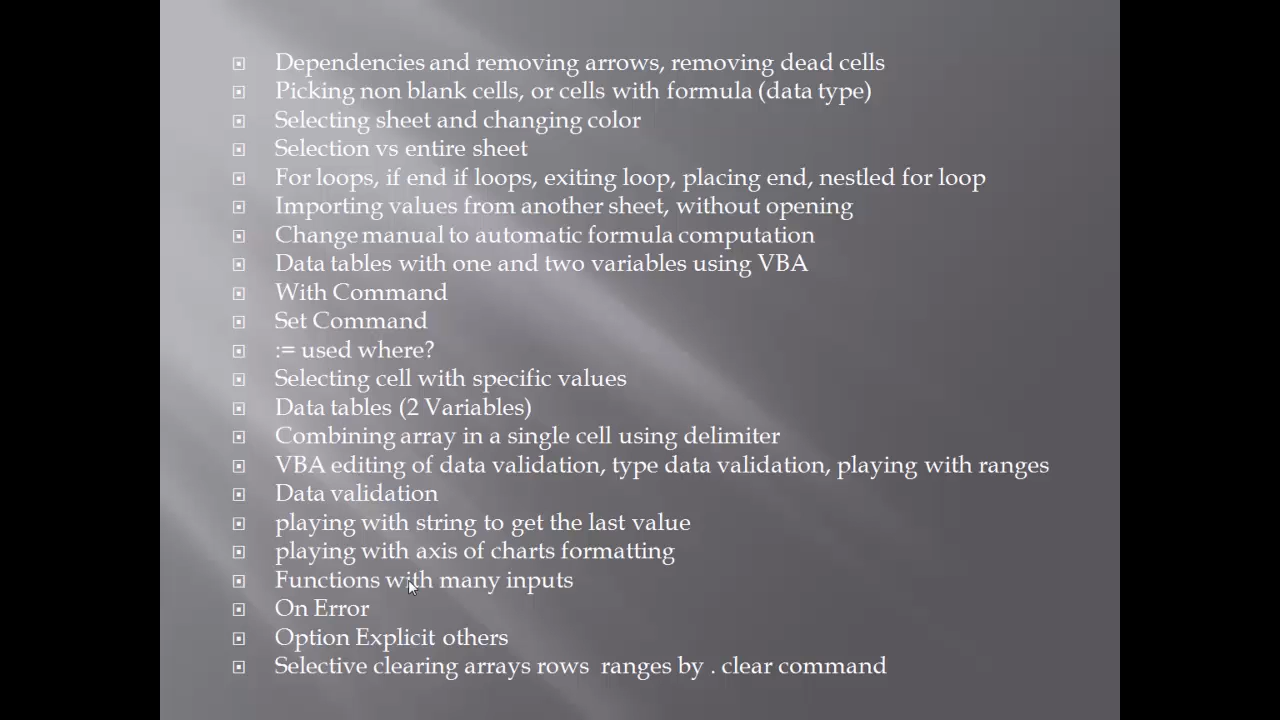 Dependencies and removing arrows, removing dead cells
Picking non blank cells, or cells with formula (data type)
Selecting sheet and changing color
Selection vs entire sheet
For loops, if end if loops, exiting loop, placing end, nestled for loop
Importing values from another sheet, without opening
Change manual to automatic formula computation
Data tables with one and two variables using VBA
With Command
Set Command
:= used where?
Selecting cell with specific values
Data tables (2 Variables)
Combining array in a single cell using delimiter
VBA editing of data validation, type data validation, playing with ranges
Data validation
playing with string to get the last value
playing with axis of charts formatting
Functions with many inputs
On Error
Option Explicit others
Selective clearing arrays rows  ranges by . clear command